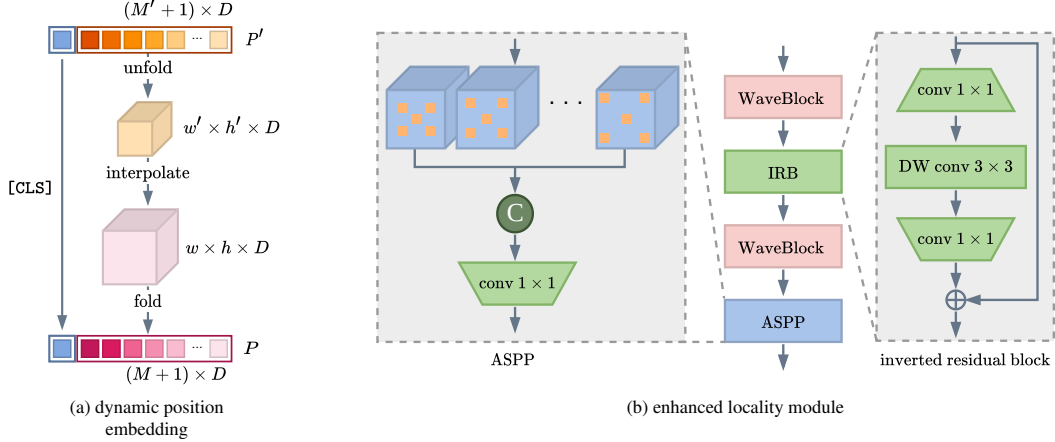 (M′ + 1) × D
P′
unfold
w′ × h′ × D
interpolate
[CLS]
w × h × D
fold
P
(M + 1) × D
(a) dynamic position
embedding
. . .
C
conv 1 × 1
ASPP
WaveBlock
IRB
WaveBlock
ASPP
conv 1 × 1
DW conv 3 × 3
conv 1 × 1
inverted residual block
(b) enhanced locality module